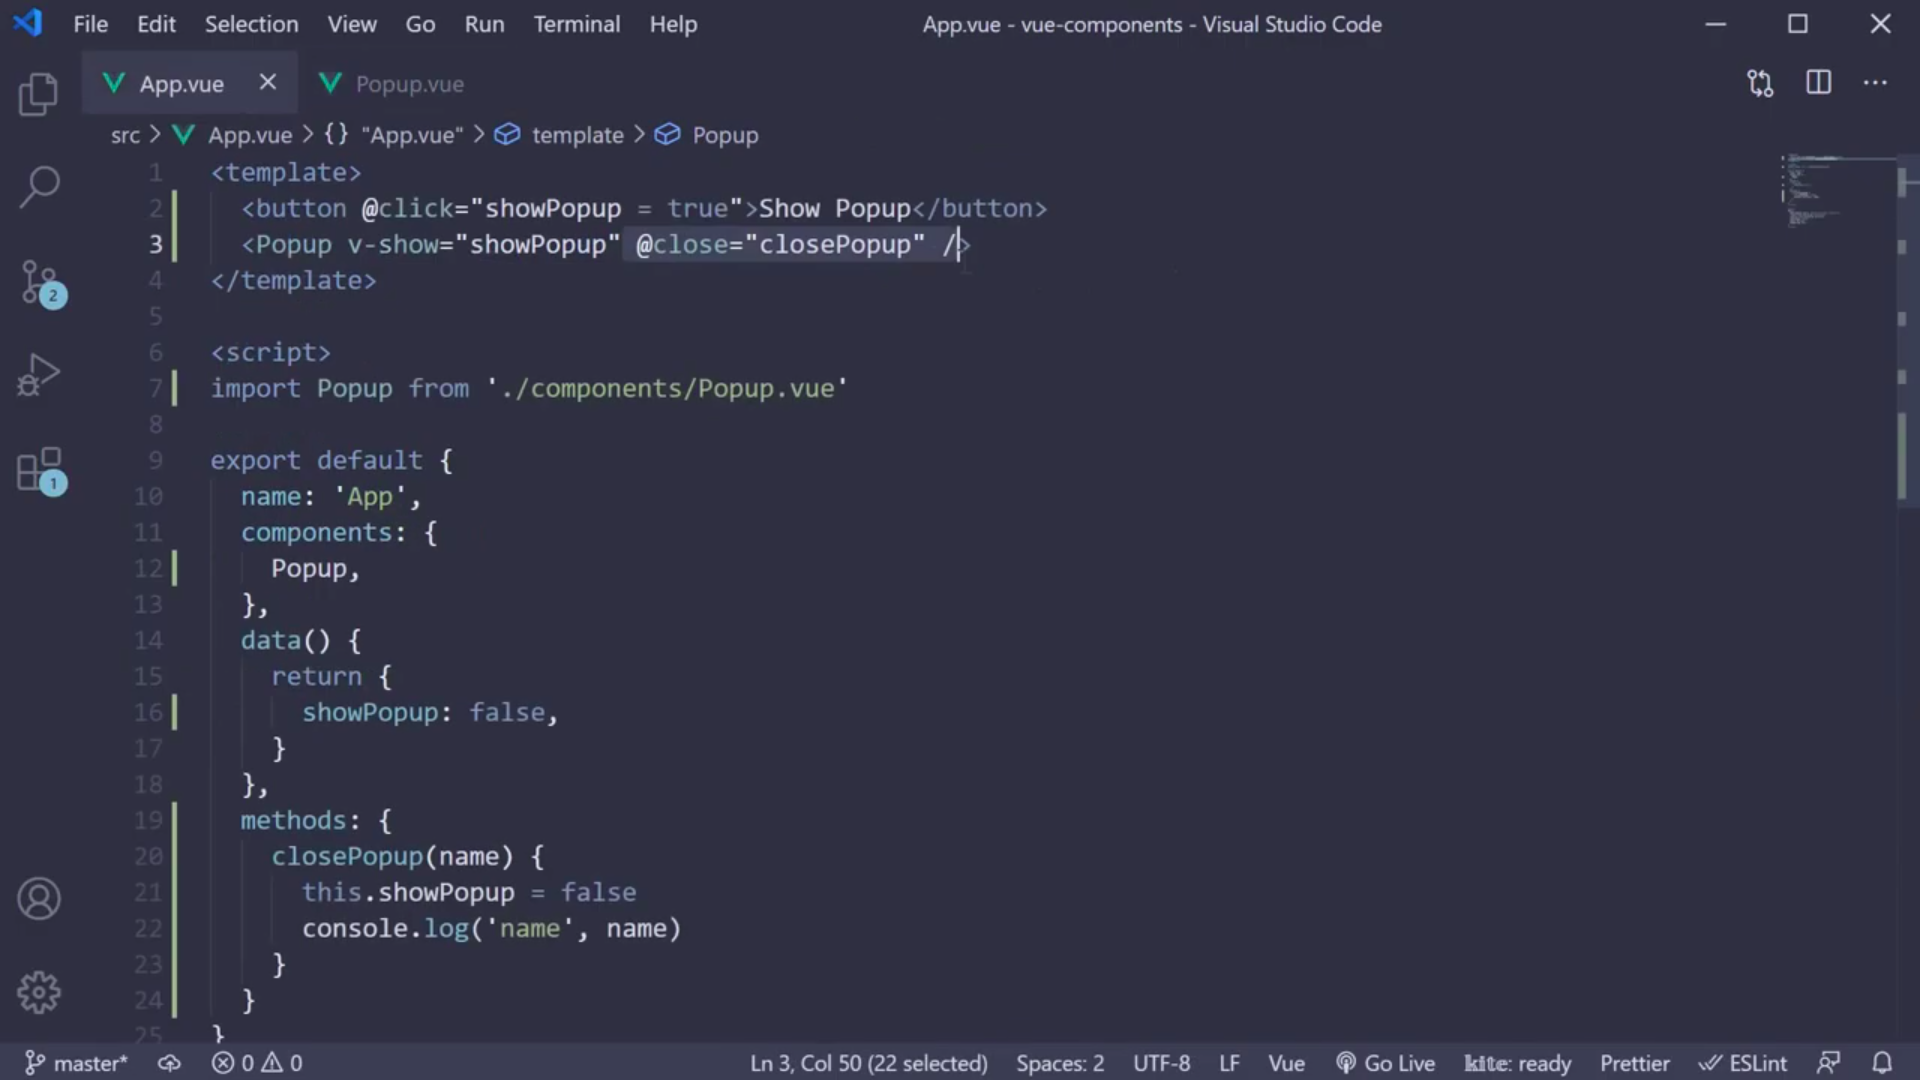 File Edit Selection View Go Run Terminal Help App.vue - vue-components - Visual Studio Code
App.vue Popup.vue
src > App.vue > {} "App.vue" > template > Popup
1 <template>
2 <button @click="showPopup = true">Show Popup</button>
3 <Popup v-show="showPopup" @close="closePopup" />
4 </template>
5
6 <script>
7 import Popup from './components/Popup.vue'
8
9 export default {
10 name: 'App',
11 components: {
12 Popup,
13 },
14 data() {
15 return {
16 showPopup: false,
17 }
18 },
19 methods: {
20 closePopup(name) {
21 this.showPopup = false
22 console.log('name', name)
23 }
24 }
25 }
2
1
master* 0 0 Ln 3, Col 50 (22 selected) Spaces: 2 UTF-8 LF Vue Go Live kite: ready Prettier ESLint